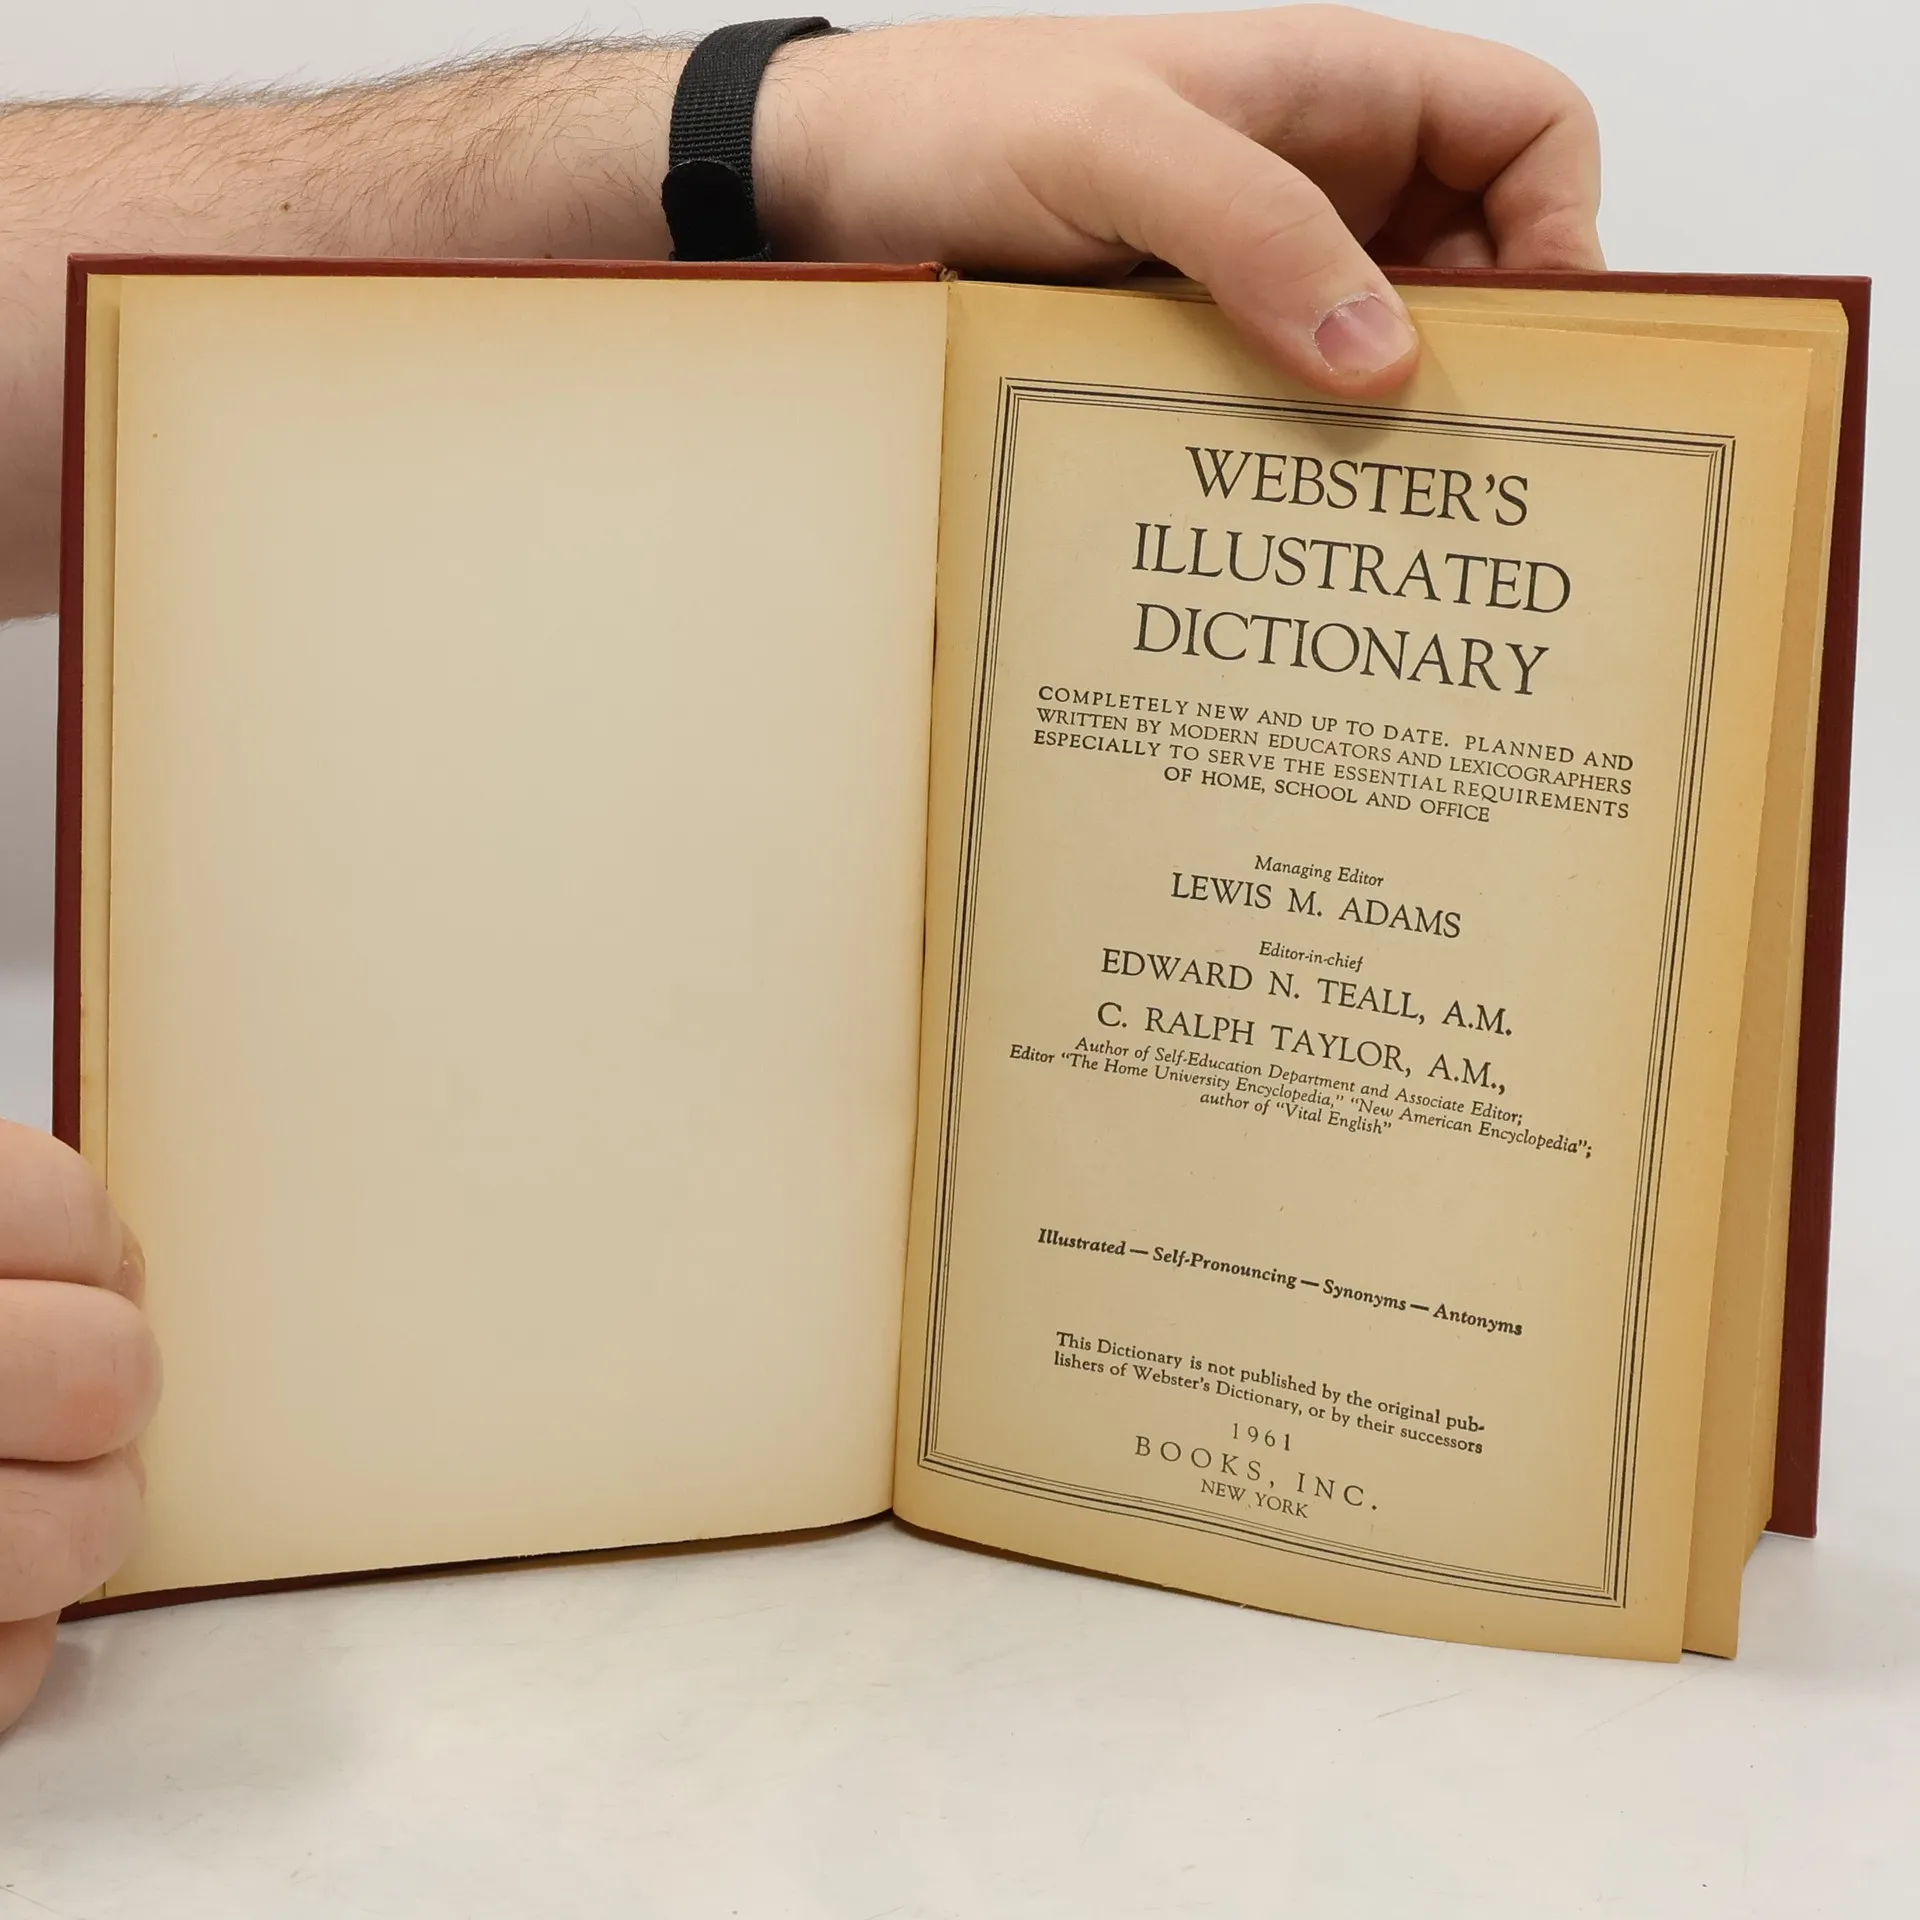 WEBSTER'S
ILLUSTRATED
DICTIONARY
COMPLETELY NEW AND UP TO DATE. PLANNED AND
WRITTEN BY MODERN EDUCATORS AND LEXICOGRAPHERS
ESPECIALLY TO SERVE THE ESSENTIAL REQUIREMENTS
OF HOME, SCHOOL AND OFFICE
Managing Editor
LEWIS M. ADAMS
Editor-in-chief
EDWARD N. TEALL, A.M.
C. RALPH TAYLOR, A.M.,
Author of Self-Education Department and Associate Editor;
Editor "The Home University Encyclopedia," "New American Encyclopedia";
author of "Vital English"
Illustrated — Self-Pronouncing — Synonyms — Antonyms
This Dictionary is not published by the original pub-
lishers of Webster's Dictionary, or by their successors
1961
BOOKS, INC.
NEW YORK